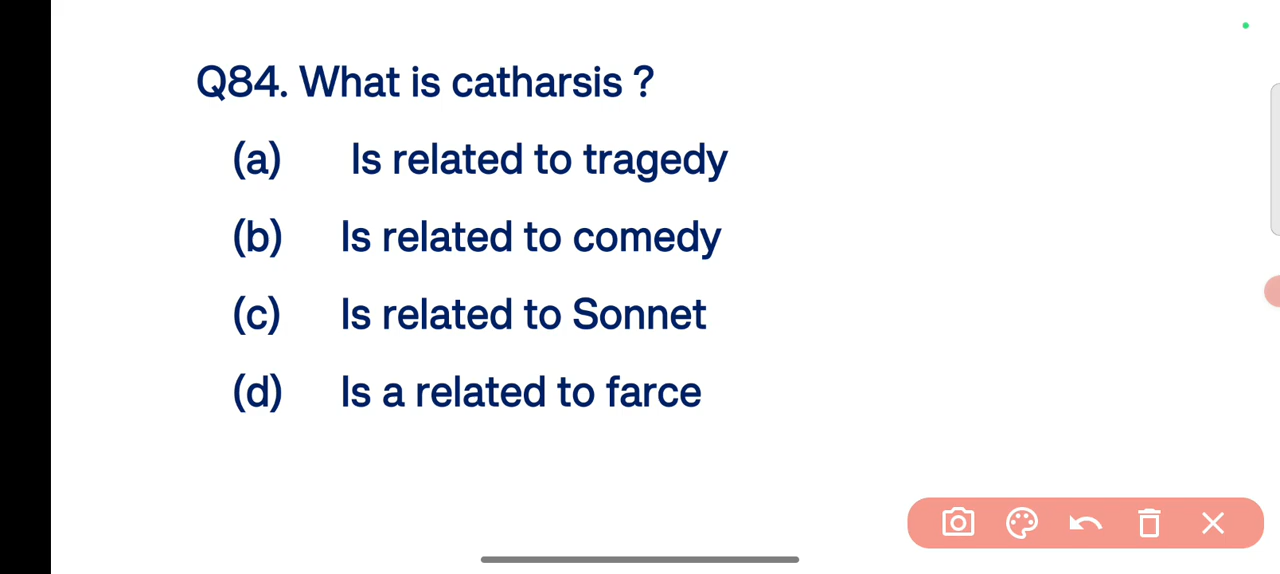 Q84. What is catharsis ?
(a) Is related to tragedy
(b) Is related to comedy
(c) Is related to Sonnet
(d) Is a related to farce